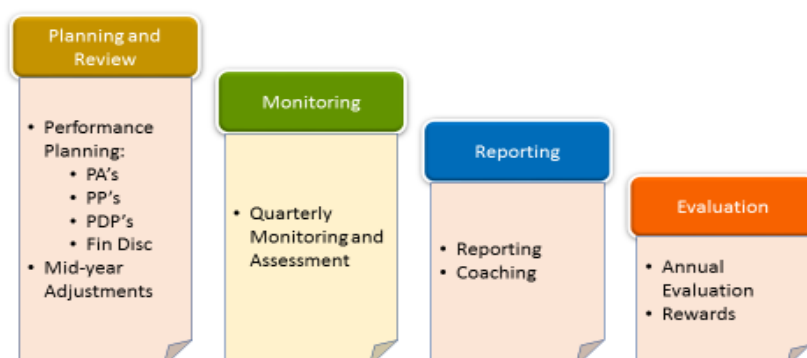 Planning and
Review
• Performance
Planning:
• PA's
• PP's
• PDP's
• Fin Disc
• Mid-year
Adjustments
Monitoring
• Quarterly
Monitoring and
Assessment
Reporting
• Reporting
• Coaching
Evaluation
• Annual
Evaluation
• Rewards